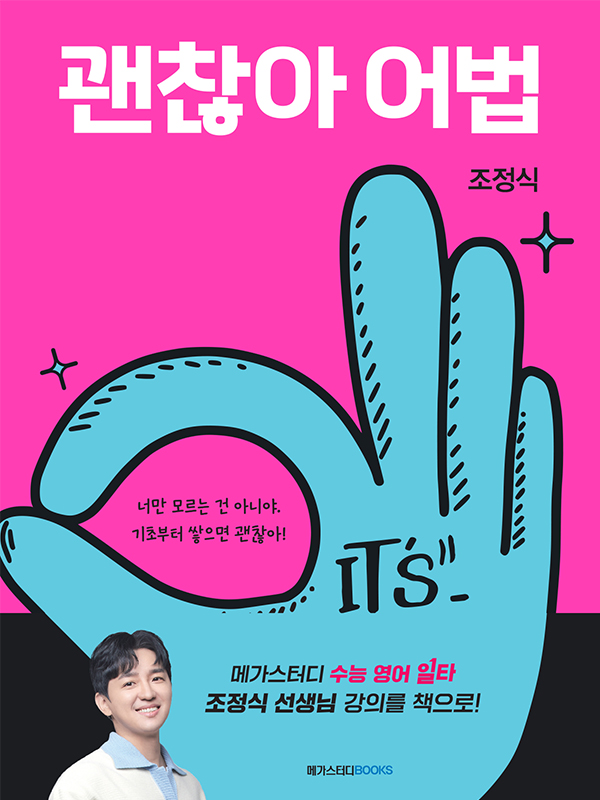 괜찮아 어법
조정식
너만 모르는 건 아니야.
기초부터 쌓으면 괜찮아!
IT'S"_
메가스터디 수능 영어 일1타
조정식 선생님 강의를 책으로!
메가스터디BOOKS